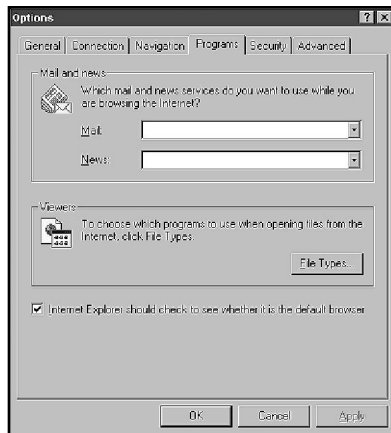 Options
General Connection Navigation Programs Security Advanced
Mail and news
Which mail and news services do you want to use while you
are browsing the Internet?
Mail:
News:
Viewers
To choose which programs to use when opening files from the
Internet, click File Types.
File Types...
Internet Explorer should check to see whether it is the default browser
OK Cancel Apply